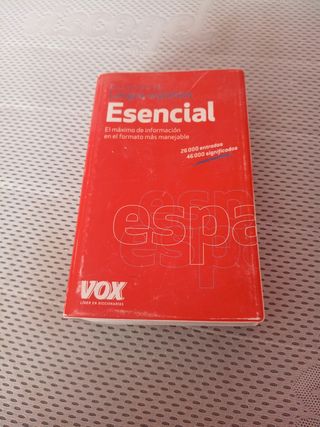 Esencial
El máximo de información
en el formato más manejable
26 000 entradas
46 000 significados
espa
VOX
LÍDER EN DICCIONARIOS